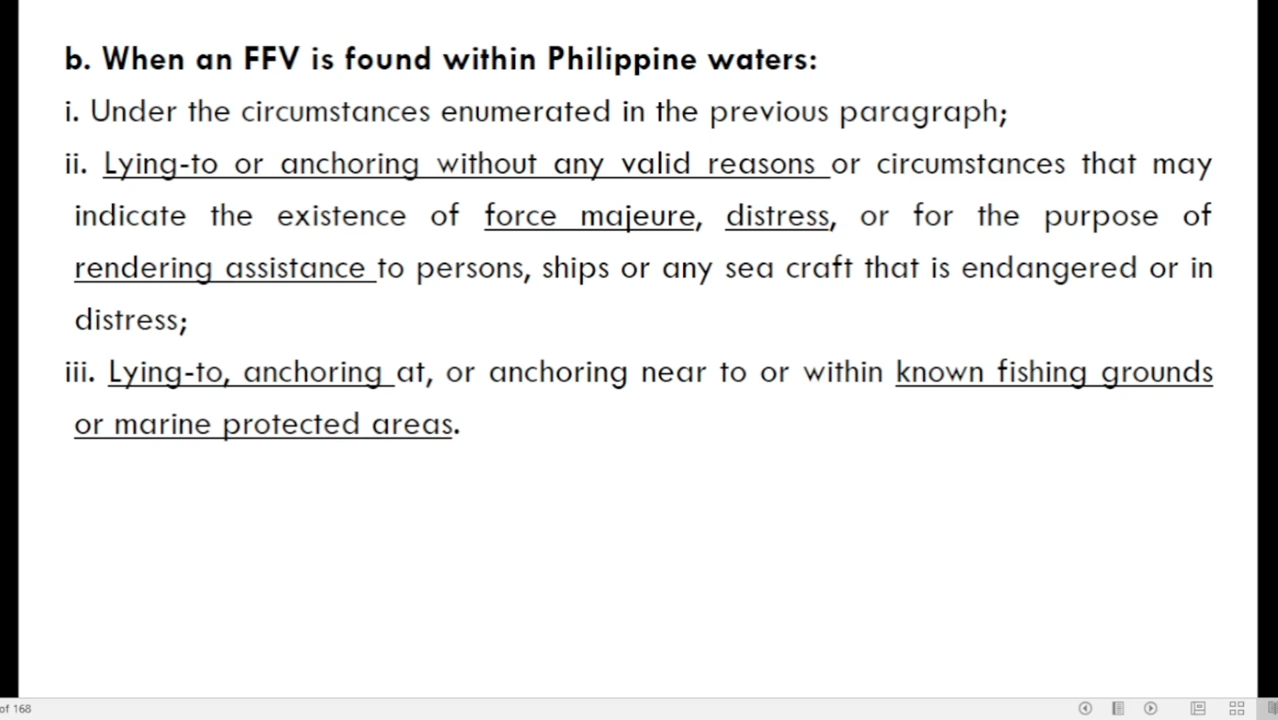 b. When an FFV is found within Philippine waters:
i. Under the circumstances enumerated in the previous paragraph;
ii. Lying-to or anchoring without any valid reasons or circumstances that may
indicate the existence of force majeure, distress, or for the purpose of
rendering assistance to persons, ships or any sea craft that is endangered or in
distress;
iii. Lying-to, anchoring at, or anchoring near to or within known fishing grounds
or marine protected areas.
of 168